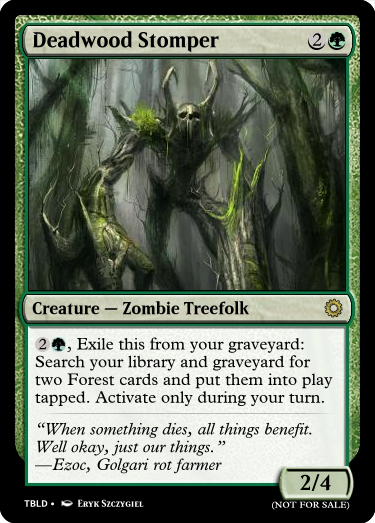 Deadwood Stomper 2
2, Exile this from your graveyard:
Search your library and graveyard for
two Forest cards and put them into play
tapped. Activate only during your turn.
“When something dies, all things benefit.
Well okay, just our things.”
—Ezoc, Golgari rot farmer
Creature — Zombie Treefolk
2/4
TBLD • Eryk Szczygiel
(NOT FOR SALE)